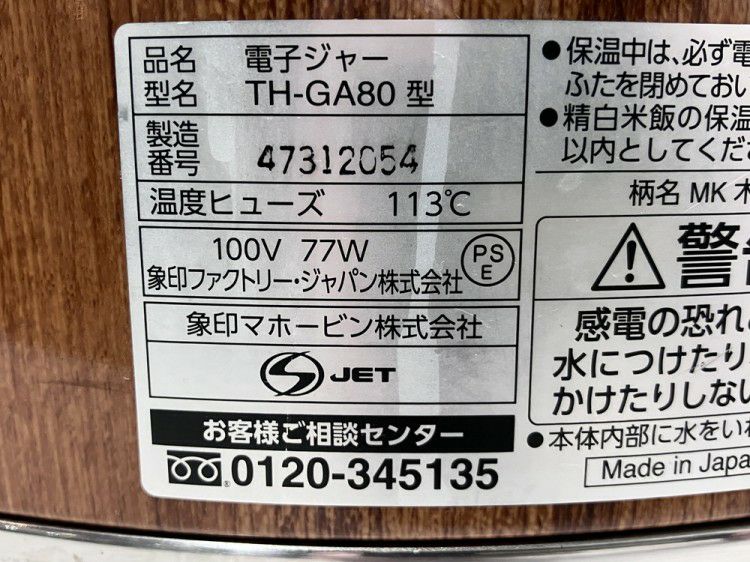 品名 電子ジャー
型名 TH-GA80 型
製造
番号 47312054
温度ヒューズ 113℃
100V 77W
象印ファクトリー・ジャパン株式会社
PS
E
象印マホービン株式会社
S JET
お客様ご相談センター
0120-345135
●保温中は、必ず電
ふたを閉めておい
●精白米飯の保温
以内としてくだ
柄名 MK 木
警告
感電の恐れ
水につけたり
かけたりしない
●本体内部に水をいれ
Made in Japa